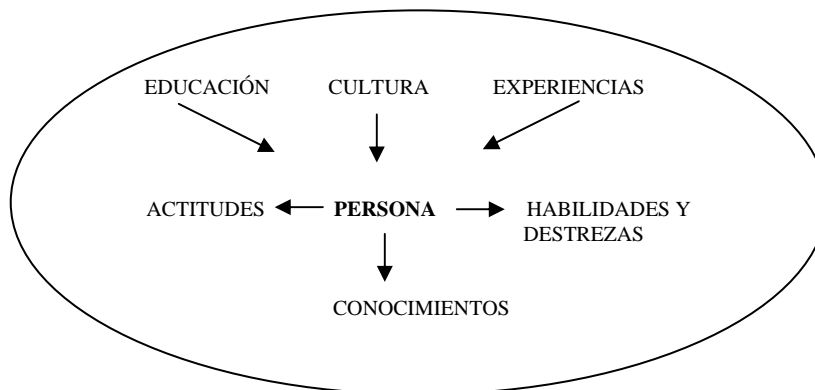 EDUCACIÓN CULTURA EXPERIENCIAS
ACTITUDES PERSONA HABILIDADES Y
DESTREZAS
CONOCIMIENTOS